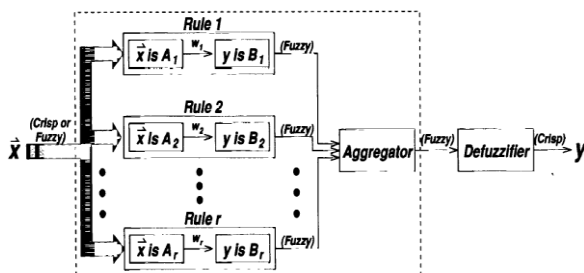 Rule 1
x⃗ is A₁ w₁ y is B₁ (Fuzzy)
Rule 2
(Crisp or Fuzzy)
x⃗
x⃗ is A₂ w₂ y is B₂ (Fuzzy)
Aggregator (Fuzzy) Defuzzifier (Crisp) y
Rule r
x⃗ is Aᵣ wᵣ y is Bᵣ (Fuzzy)